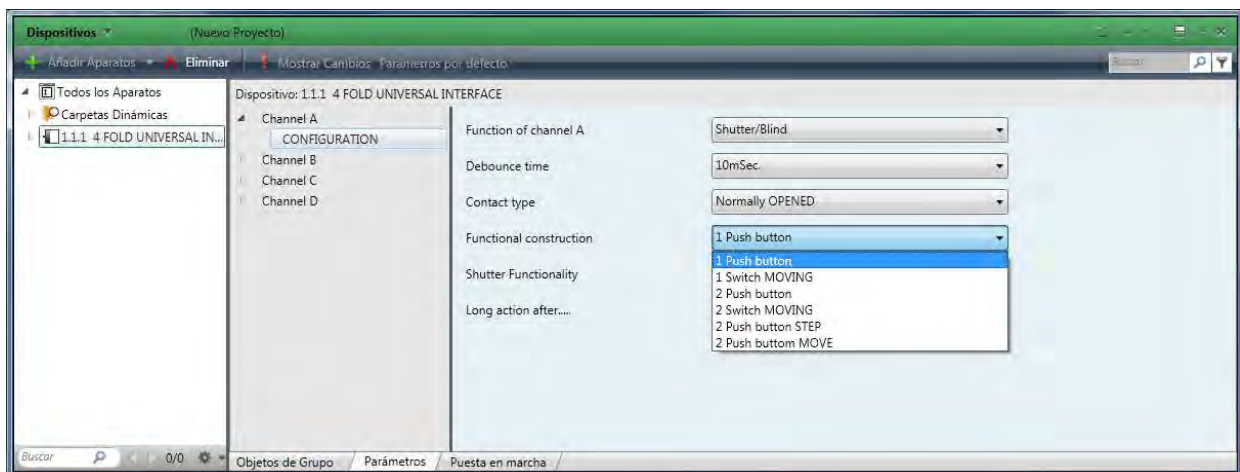 Dispositivos (Nuevo Proyecto)
Añadir Aparatos Eliminar Mostrar Cambios Parametros por defecto Buscar
Todos los Aparatos
Carpetas Dinámicas
1.1.1 4 FOLD UNIVERSAL IN...
Buscar 0/0
Dispositivo: 1.1.1 4 FOLD UNIVERSAL INTERFACE
Channel A
CONFIGURATION
Channel B
Channel C
Channel D
Function of channel A Shutter/Blind
Debounce time 10mSec.
Contact type Normally OPENED
Functional construction 1 Push button
1 Push button
1 Switch MOVING
2 Push button
2 Switch MOVING
2 Push button STEP
2 Push buttom MOVE
Shutter Functionality
Long action after.....
Objetos de Grupo Parámetros Puesta en marcha